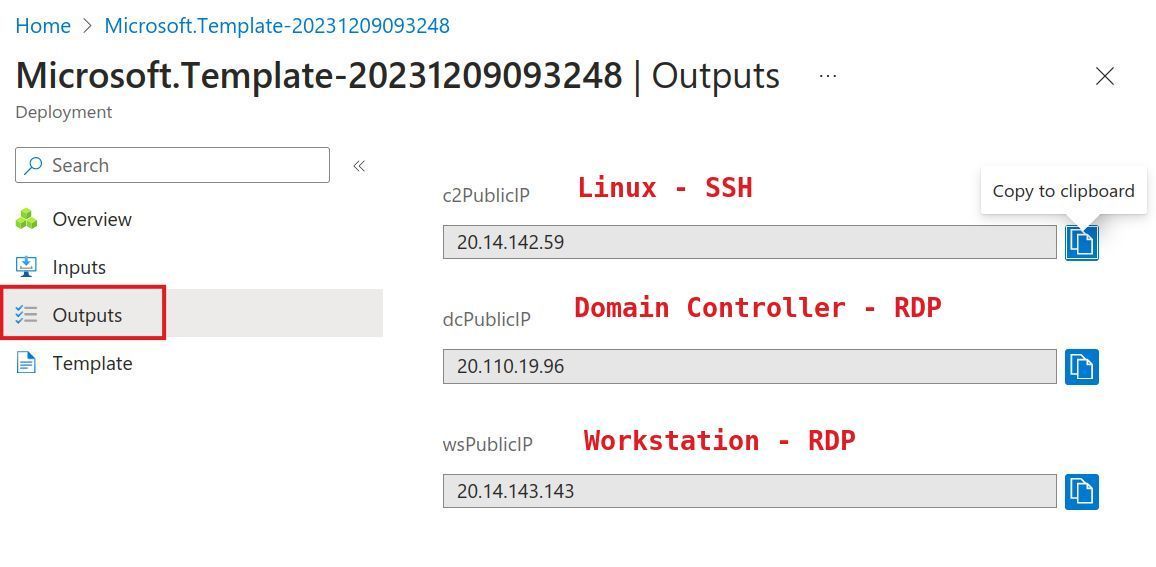 Home > Microsoft.Template-20231209093248
Microsoft.Template-20231209093248 | Outputs ...
Deployment
Search «
Overview
Inputs
Outputs
Template
c2PublicIP Linux - SSH
Copy to clipboard
20.14.142.59
dcPublicIP Domain Controller - RDP
20.110.19.96
wsPublicIP Workstation - RDP
20.14.143.143